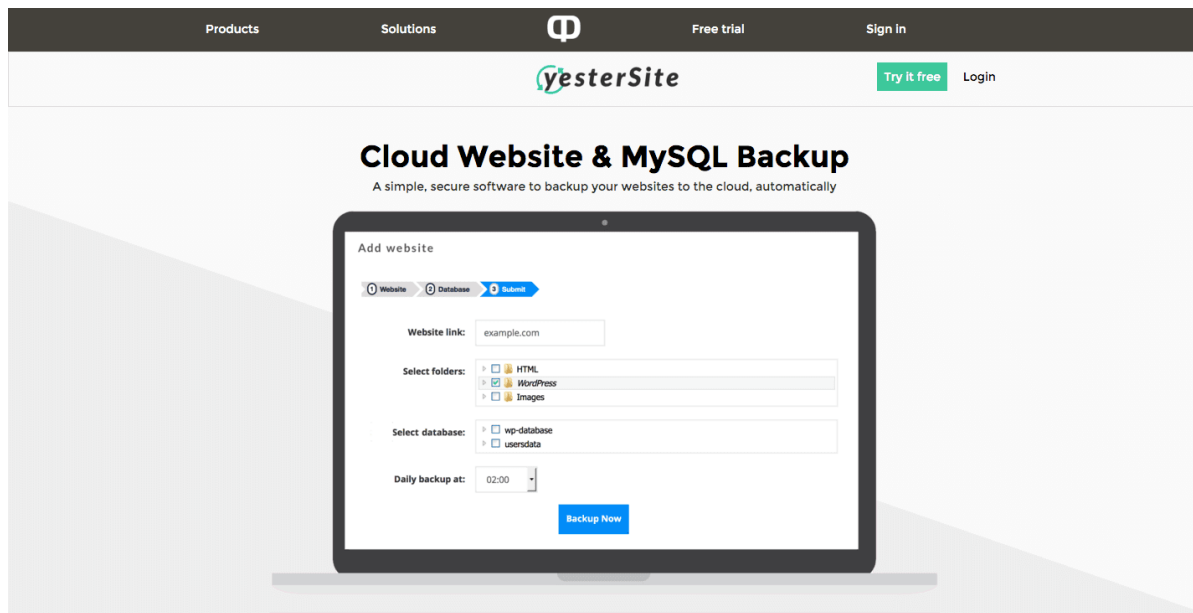 Products Solutions Free trial Sign in
yesterSite Try it free Login
Cloud Website & MySQL Backup
A simple, secure software to backup your websites to the cloud, automatically
Add website
1 Website 2 Database 3 Submit
Website link: example.com
Select folders: HTML
WordPress
Images
Select database: wp-database
usersdata
Daily backup at: 02:00
Backup Now